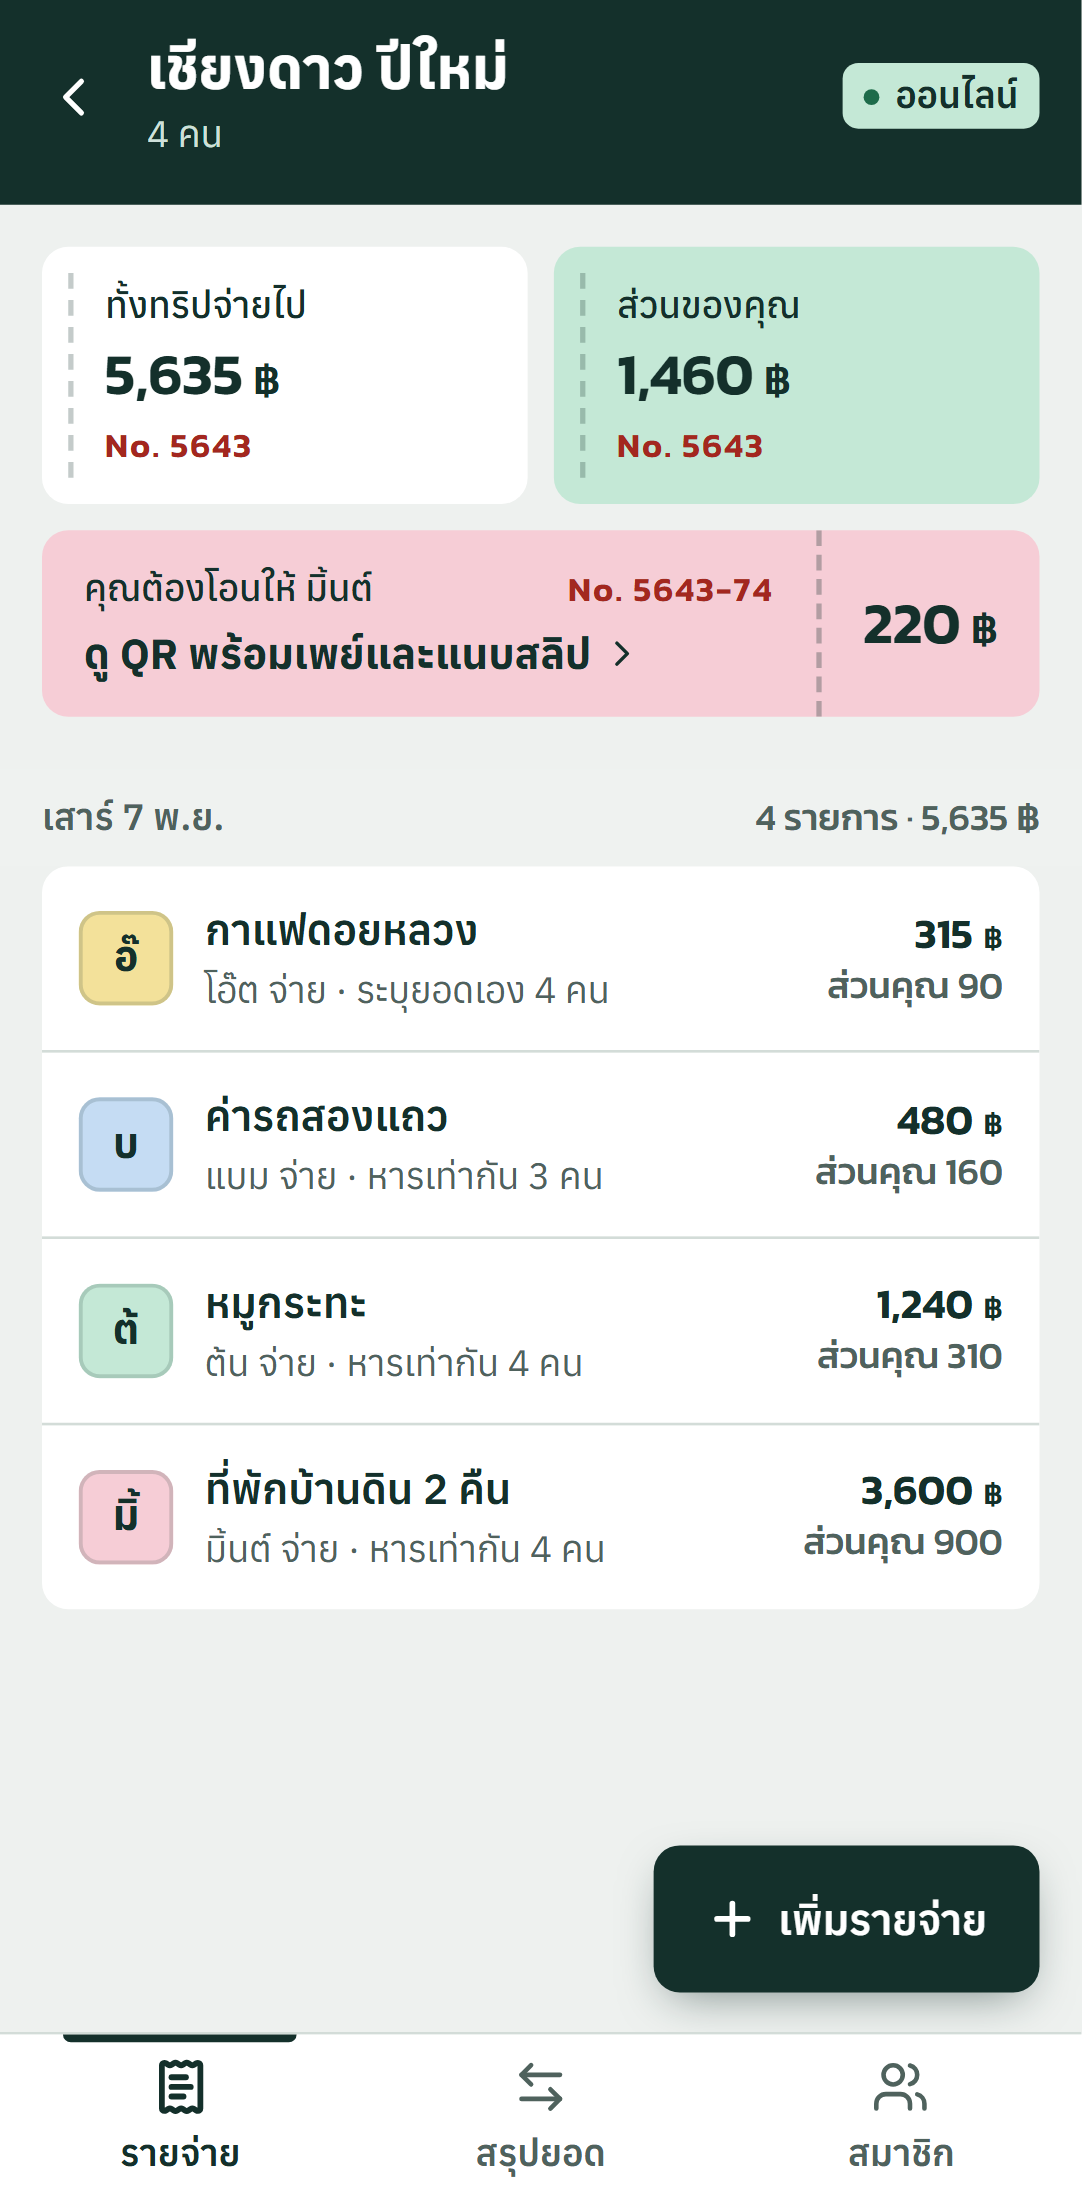 เชียงดาว ปีใหม่
4 คน
ออนไลน์
ทั้งทริปจ่ายไป
5,635 ฿
No. 5643
ส่วนของคุณ
1,460 ฿
No. 5643
คุณต้องโอนให้ มิ้นต์
No. 5643-74
ดู QR พร้อมเพย์และแนบสลิป
220 ฿
เสาร์ 7 พ.ย.
4 รายการ · 5,635 ฿
อ๊
กาแฟดอยหลวง
315 ฿
โอ๊ต จ่าย · ระบุยอดเอง 4 คน
ส่วนคุณ 90
บ
ค่ารถสองแถว
480 ฿
แบม จ่าย · หารเท่ากัน 3 คน
ส่วนคุณ 160
ต้
หมูกระทะ
1,240 ฿
ต้น จ่าย · หารเท่ากัน 4 คน
ส่วนคุณ 310
มิ้
ที่พักบ้านดิน 2 คืน
3,600 ฿
มิ้นต์ จ่าย · หารเท่ากัน 4 คน
ส่วนคุณ 900
เพิ่มรายจ่าย
รายจ่าย
สรุปยอด
สมาชิก